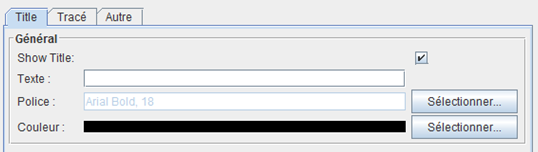 Title Tracé Autre
Général
Show Title:
Texte :
Police : Arial Bold, 18 Sélectionner...
Couleur : Sélectionner...